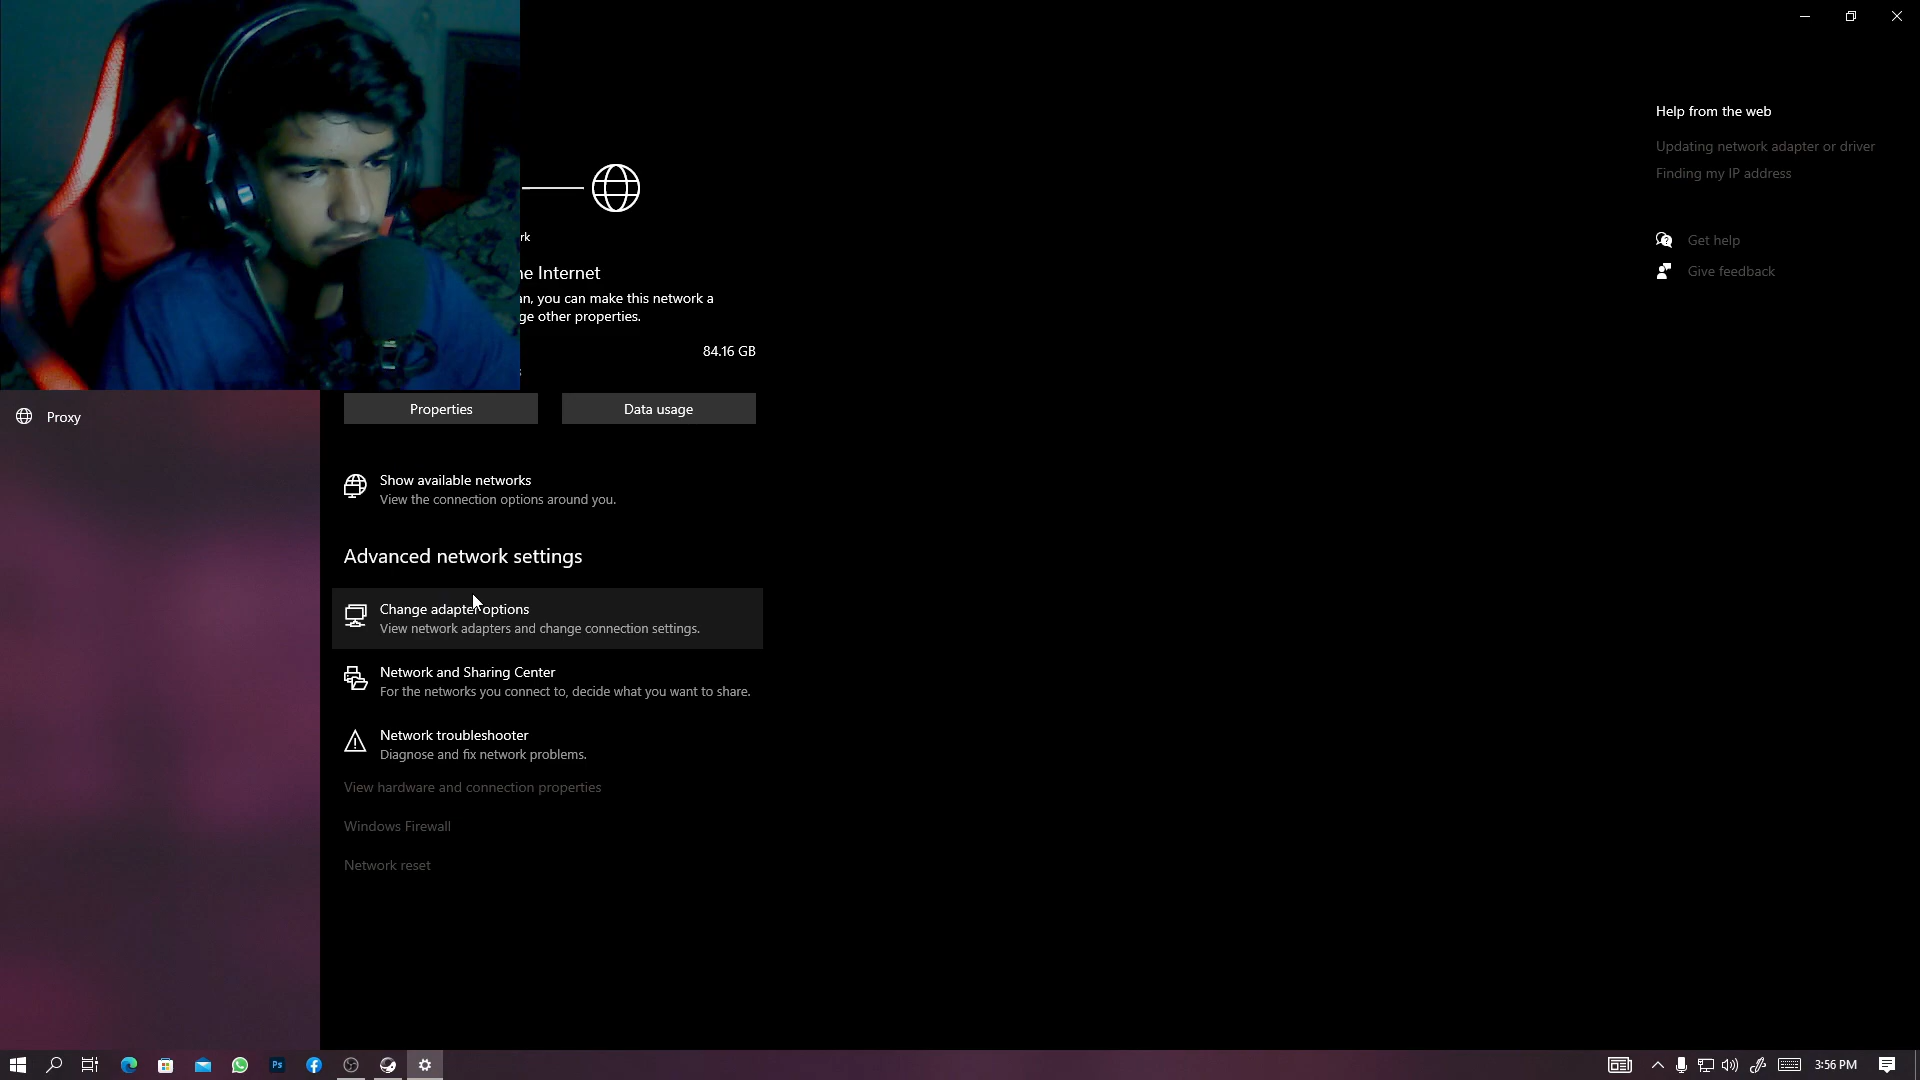 Help from the web
Updating network adapter or driver
Finding my IP address
Get help
Give feedback
rk
he Internet
an, you can make this network a
ge other properties.
84.16 GB
Properties
Data usage
Proxy
Show available networks
View the connection options around you.
Advanced network settings
Change adapter options
View network adapters and change connection settings.
Network and Sharing Center
For the networks you connect to, decide what you want to share.
Network troubleshooter
Diagnose and fix network problems.
View hardware and connection properties
Windows Firewall
Network reset
Ps
3:56 PM